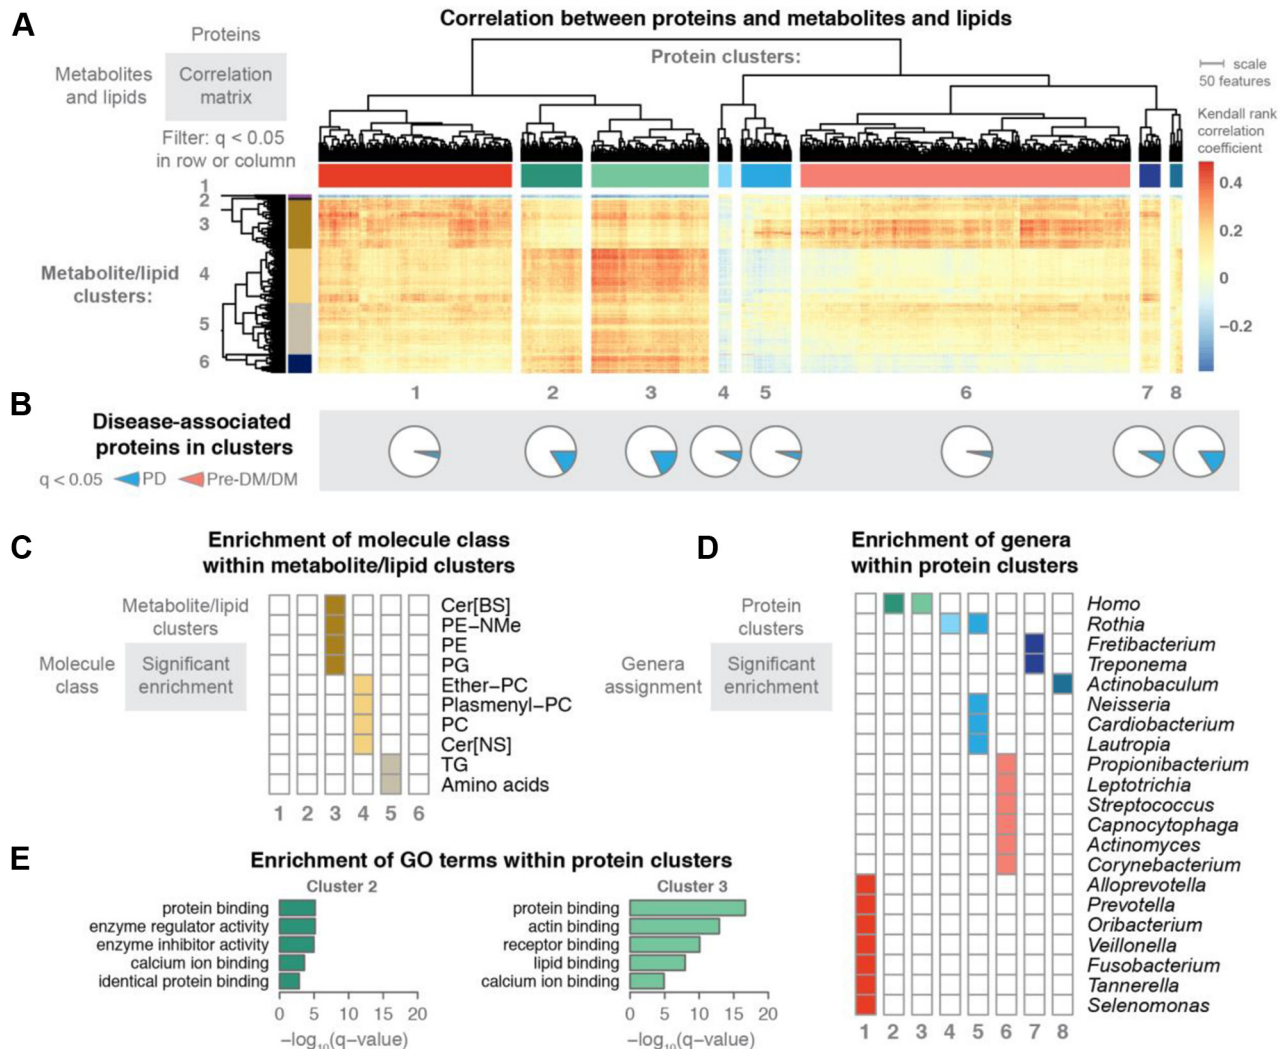 A
Correlation between proteins and metabolites and lipids
Proteins
Metabolites
and lipids
Correlation
matrix
Filter: q < 0.05
in row or column
Protein clusters:
scale
50 features
Kendall rank
correlation
coefficient
0.4
0.2
0
−0.2
1
2
3
4
5
6
Metabolite/lipid
clusters:
1 2 3 4 5 6 7 8
B
Disease-associated
proteins in clusters
q < 0.05 PD Pre-DM/DM
C
Enrichment of molecule class
within metabolite/lipid clusters
Metabolite/lipid
clusters
Molecule
class
Significant
enrichment
Cer[BS]
PE−NMe
PE
PG
Ether−PC
Plasmenyl−PC
PC
Cer[NS]
TG
Amino acids
1 2 3 4 5 6
D
Enrichment of genera
within protein clusters
Protein
clusters
Genera
assignment
Significant
enrichment
Homo
Rothia
Fretibacterium
Treponema
Actinobaculum
Neisseria
Cardiobacterium
Lautropia
Propionibacterium
Leptotrichia
Streptococcus
Capnocytophaga
Actinomyces
Corynebacterium
Alloprevotella
Prevotella
Oribacterium
Veillonella
Fusobacterium
Tannerella
Selenomonas
1 2 3 4 5 6 7 8
E
Enrichment of GO terms within protein clusters
Cluster 2
protein binding
enzyme regulator activity
enzyme inhibitor activity
calcium ion binding
identical protein binding
0 5 10 15 20
−log10(q−value)
Cluster 3
protein binding
actin binding
receptor binding
lipid binding
calcium ion binding
0 5 10 15 20
−log10(q−value)